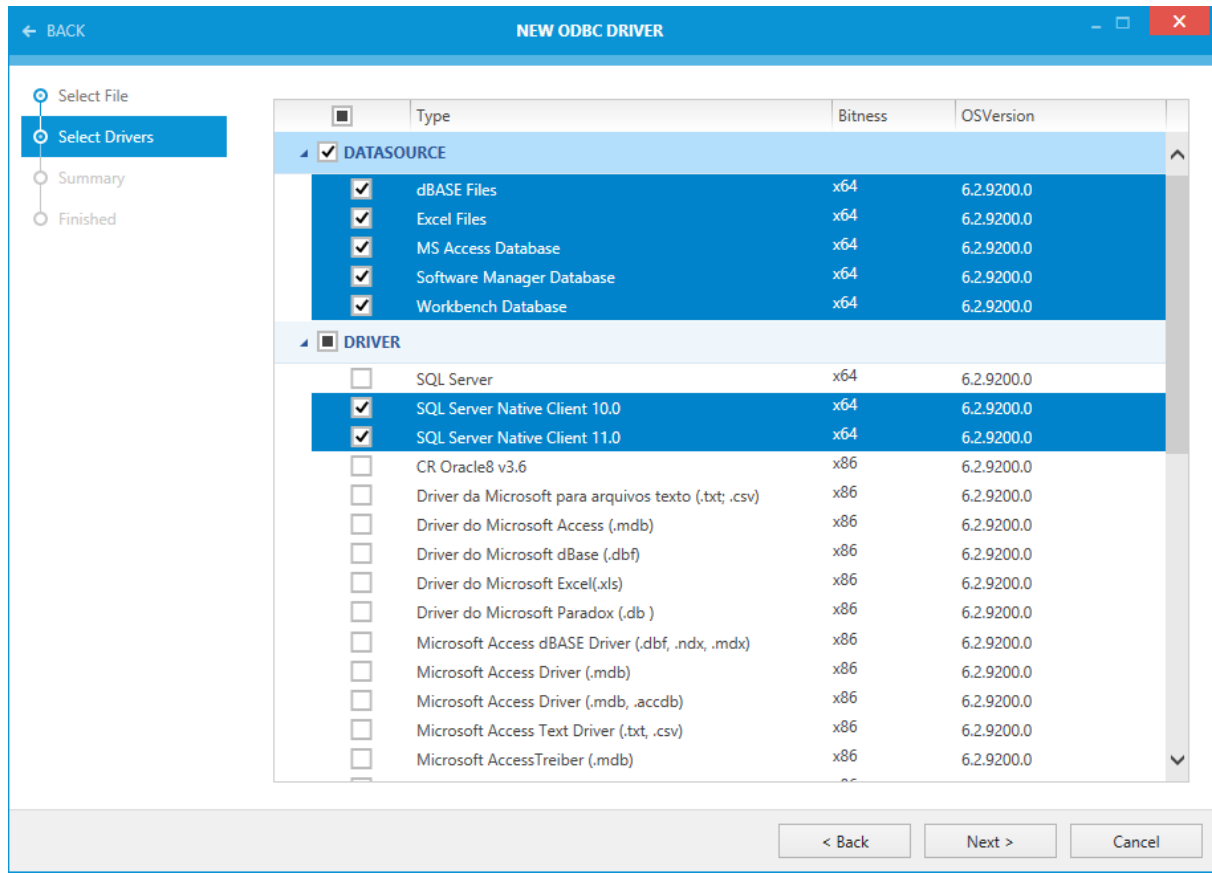 ← BACK NEW ODBC DRIVER
Select File
Select Drivers
Summary
Finished
Type Bitness OSVersion
DATASOURCE
dBASE Files x64 6.2.9200.0
Excel Files x64 6.2.9200.0
MS Access Database x64 6.2.9200.0
Software Manager Database x64 6.2.9200.0
Workbench Database x64 6.2.9200.0
DRIVER
SQL Server x64 6.2.9200.0
SQL Server Native Client 10.0 x64 6.2.9200.0
SQL Server Native Client 11.0 x64 6.2.9200.0
CR Oracle8 v3.6 x86 6.2.9200.0
Driver da Microsoft para arquivos texto (.txt; .csv) x86 6.2.9200.0
Driver do Microsoft Access (.mdb) x86 6.2.9200.0
Driver do Microsoft dBase (.dbf) x86 6.2.9200.0
Driver do Microsoft Excel(.xls) x86 6.2.9200.0
Driver do Microsoft Paradox (.db ) x86 6.2.9200.0
Microsoft Access dBASE Driver (.dbf, .ndx, .mdx) x86 6.2.9200.0
Microsoft Access Driver (.mdb) x86 6.2.9200.0
Microsoft Access Driver (.mdb, .accdb) x86 6.2.9200.0
Microsoft Access Text Driver (.txt, .csv) x86 6.2.9200.0
Microsoft AccessTreiber (.mdb) x86 6.2.9200.0
< Back Next > Cancel